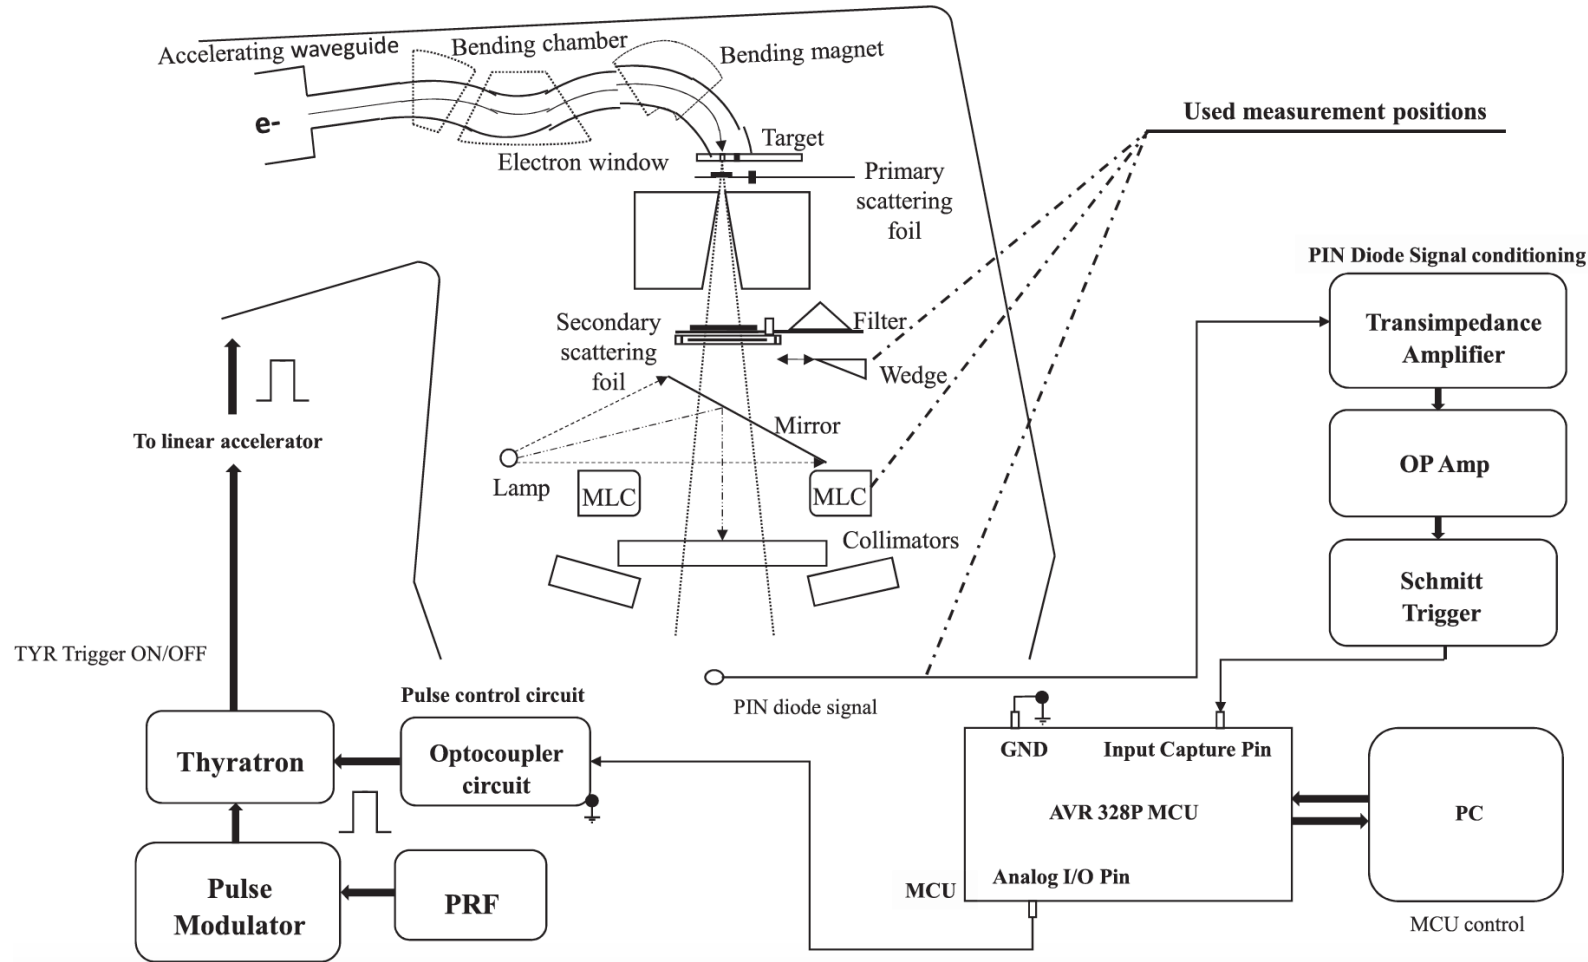 Accelerating waveguide
Bending chamber
Bending magnet
e-
Electron window
Target
Primary
scattering
foil
Used measurement positions
PIN Diode Signal conditioning
Transimpedance
Amplifier
OP Amp
Schmitt
Trigger
Secondary
scattering
foil
Filter
Wedge
Mirror
Lamp
MLC
MLC
Collimators
To linear accelerator
TYR Trigger ON/OFF
PIN diode signal
Pulse control circuit
Thyratron
Optocoupler
circuit
Pulse
Modulator
PRF
GND
Input Capture Pin
AVR 328P MCU
Analog I/O Pin
MCU
PC
MCU control